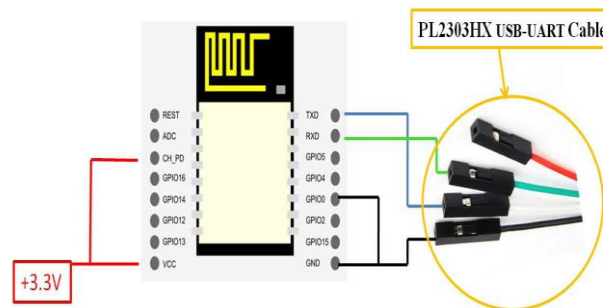 PL2303HX USB-UART Cable
REST
ADC
CH_PD
GPIO16
GPIO14
GPIO12
GPIO13
VCC
TXD
RXD
GPIO5
GPIO4
GPIO0
GPIO2
GPIO15
GND
+3.3V